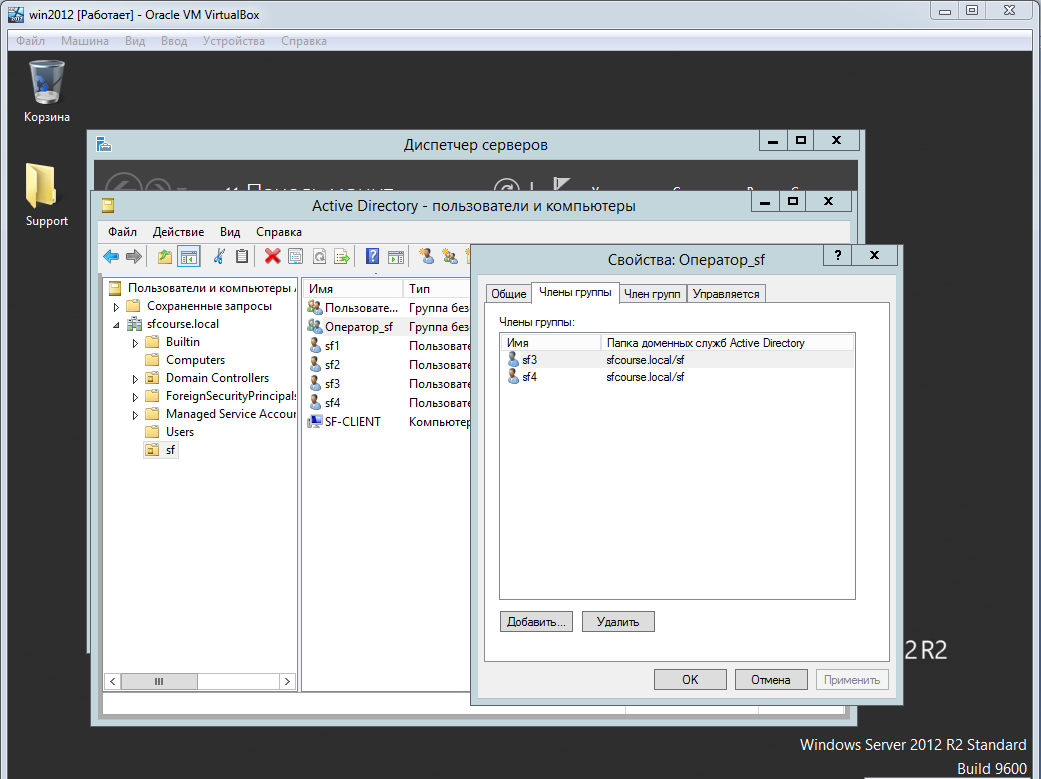 win2012 [Работает] - Oracle VM VirtualBox
Файл Машина Вид Ввод Устройства Справка
Корзина
Support
Диспетчер серверов
Active Directory - пользователи и компьютеры
Файл Действие Вид Справка
Пользователи и компьютеры
Сохраненные запросы
sfcourse.local
Builtin
Computers
Domain Controllers
ForeignSecurityPrincipals
Managed Service Accour
Users
sf
Имя Тип
Пользовате... Группа без
Оператор_sf Группа без
sf1 Пользовате
sf2 Пользовате
sf3 Пользовате
sf4 Пользовате
SF-CLIENT Компьютер
Свойства: Оператор_sf
Общие Члены группы Член групп Управляется
Члены группы:
Имя Папка доменных служб Active Directory
sf3 sfcourse.local/sf
sf4 sfcourse.local/sf
Добавить... Удалить
OK Отмена Применить
2 R2
Windows Server 2012 R2 Standard
Build 9600